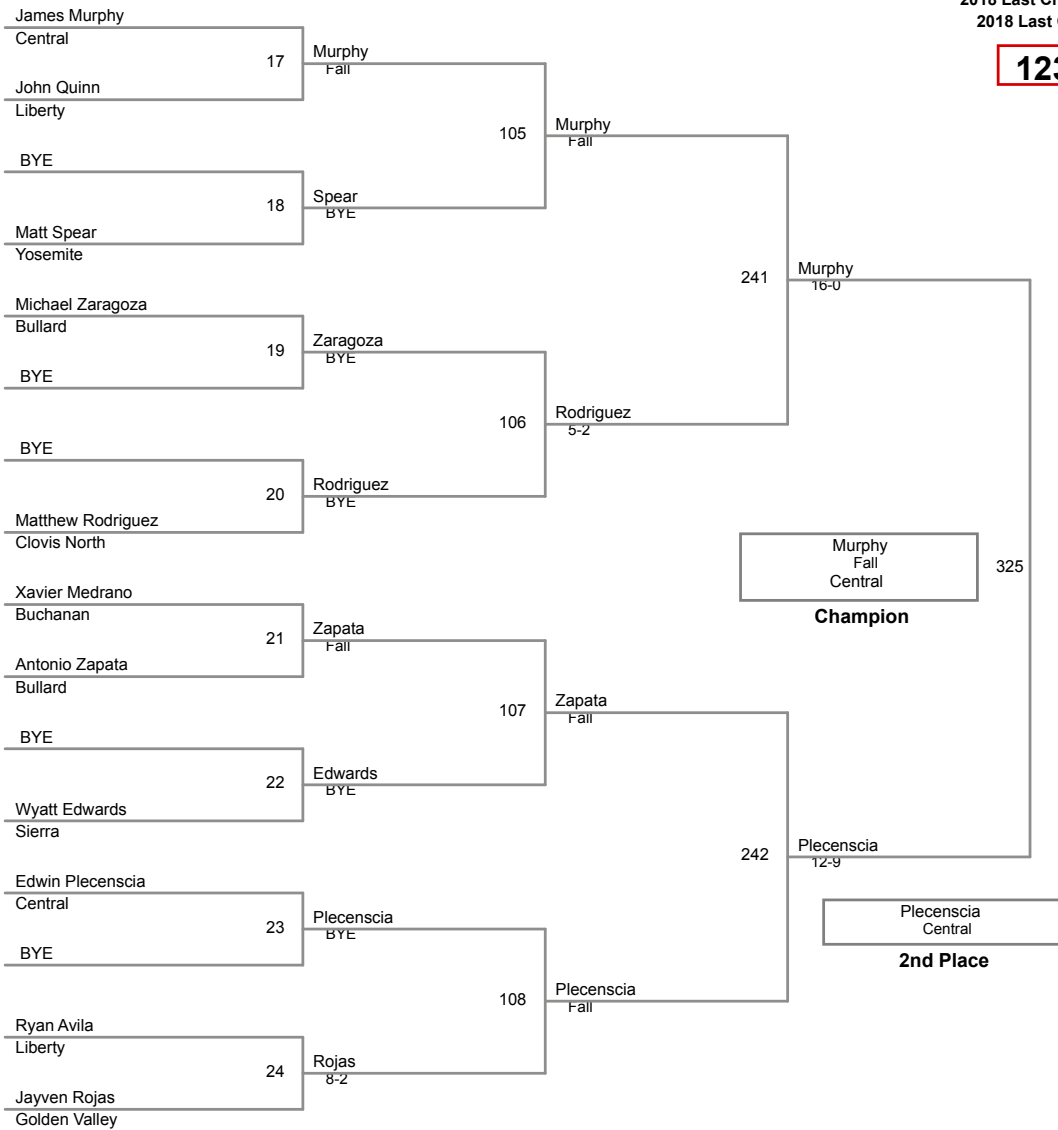 2018 Last
2018 Last
123
James Murphy
Central
17
Murphy
Fall
John Quinn
Liberty
105
Murphy
Fall
BYE
18
Spear
BYE
Matt Spear
Yosemite
241
Murphy
16-0
Michael Zaragoza
Bullard
19
Zaragoza
BYE
BYE
106
Rodriguez
5-2
BYE
20
Rodriguez
BYE
Matthew Rodriguez
Clovis North
Murphy
Fall
Central
325
Champion
Xavier Medrano
Buchanan
21
Zapata
Fall
Antonio Zapata
Bullard
107
Zapata
Fall
BYE
22
Edwards
BYE
Wyatt Edwards
Sierra
242
Plecenscia
12-9
Edwin Plecenscia
Central
23
Plecenscia
BYE
BYE
Plecenscia
Central
2nd Place
108
Plecenscia
Fall
Ryan Avila
Liberty
24
Rojas
8-2
Jayven Rojas
Golden Valley